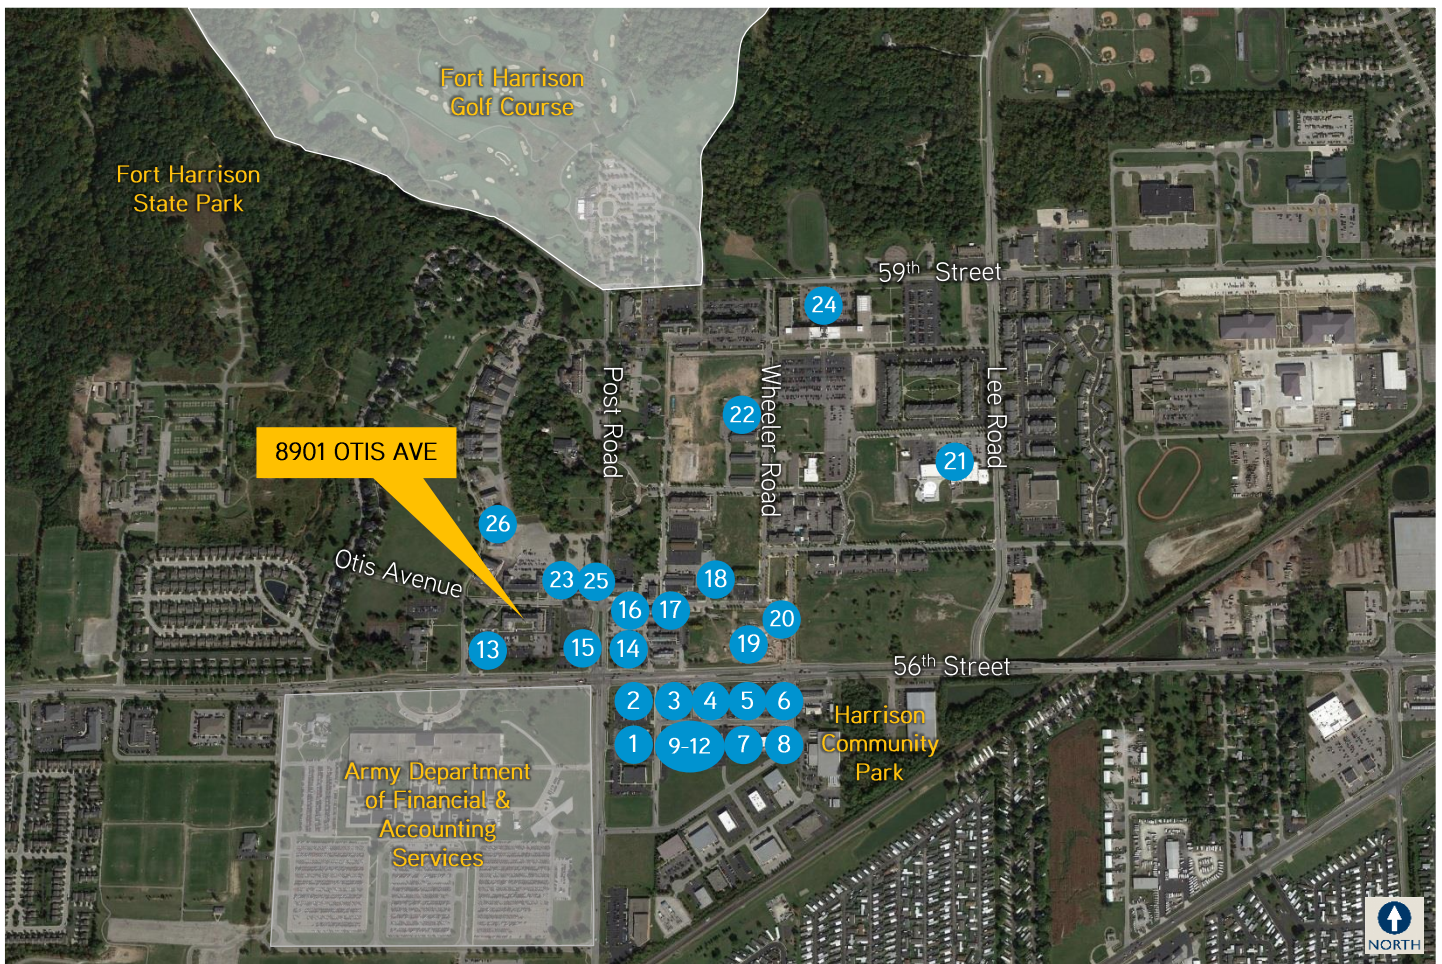 Fort Harrison
Golf Course
Fort Harrison
State Park
59th Street
24
Post Road
Wheeler Road
Lee Road
22
8901 OTIS AVE
21
26
Otis Avenue
23
25
18
16
17
20
13
15
14
19
56th Street
2
3
4
5
6
Harrison
Community
Park
1
9-12
7
8
Army Department
of Financial &
Accounting
Services
NORTH